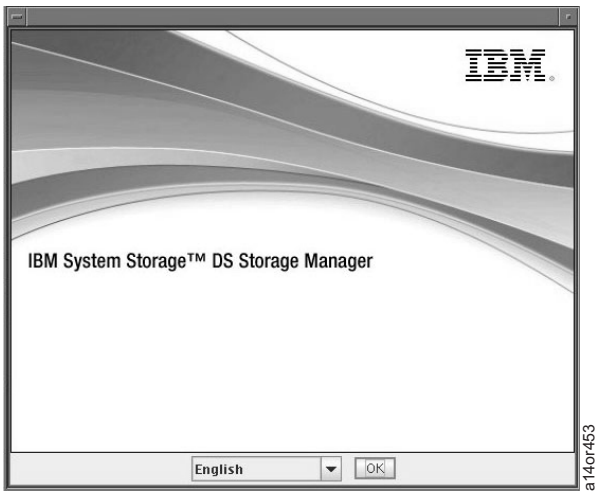 IBM
IBM System Storage™ DS Storage Manager
English
OK
a14or453